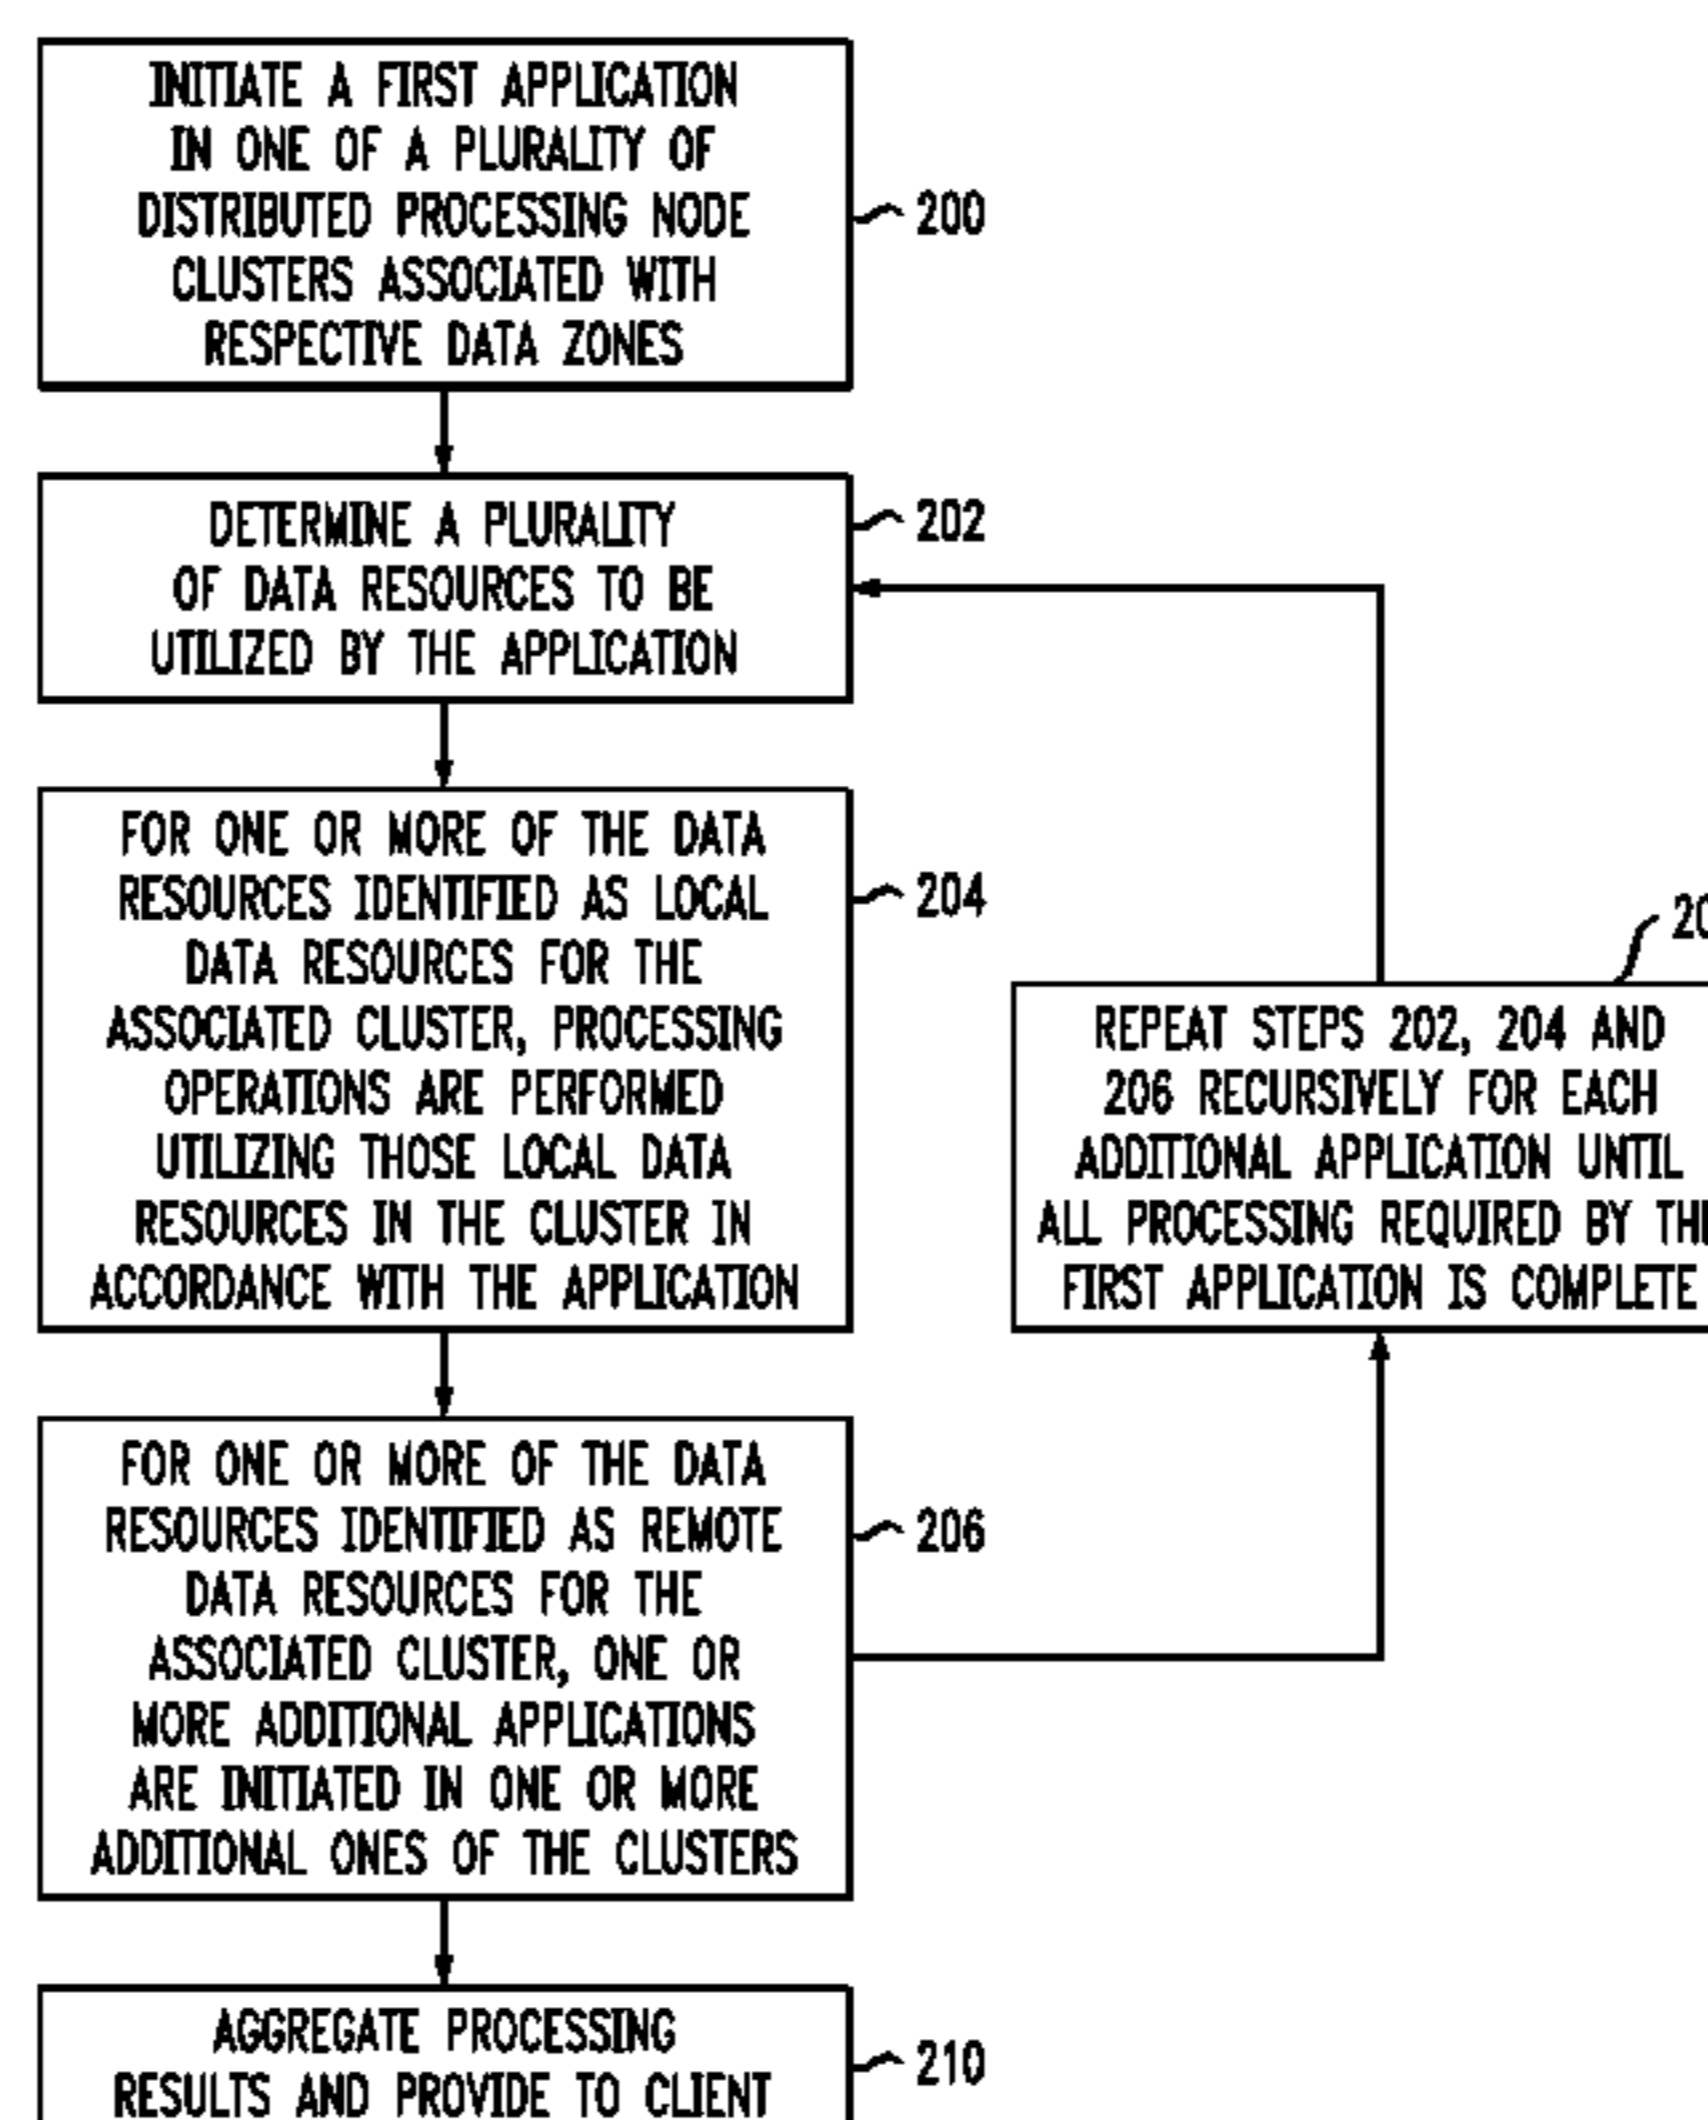 INITIATE A FIRST APPLICATION
IN ONE OF A PLURALITY OF
DISTRIBUTED PROCESSING NODE
CLUSTERS ASSOCIATED WITH
RESPECTIVE DATA ZONES
200
DETERMINE A PLURALITY
OF DATA RESOURCES TO BE
UTILIZED BY THE APPLICATION
202
FOR ONE OR MORE OF THE DATA
RESOURCES IDENTIFIED AS LOCAL
DATA RESOURCES FOR THE
ASSOCIATED CLUSTER, PROCESSING
OPERATIONS ARE PERFORMED
UTILIZING THOSE LOCAL DATA
RESOURCES IN THE CLUSTER IN
ACCORDANCE WITH THE APPLICATION
204
REPEAT STEPS 202, 204 AND
206 RECURSIVELY FOR EACH
ADDITIONAL APPLICATION UNTIL
ALL PROCESSING REQUIRED BY THE
FIRST APPLICATION IS COMPLETE
FOR ONE OR MORE OF THE DATA
RESOURCES IDENTIFIED AS REMOTE
DATA RESOURCES FOR THE
ASSOCIATED CLUSTER, ONE OR
MORE ADDITIONAL APPLICATIONS
ARE INITIATED IN ONE OR MORE
ADDITIONAL ONES OF THE CLUSTERS
206
AGGREGATE PROCESSING
RESULTS AND PROVIDE TO CLIENT
210